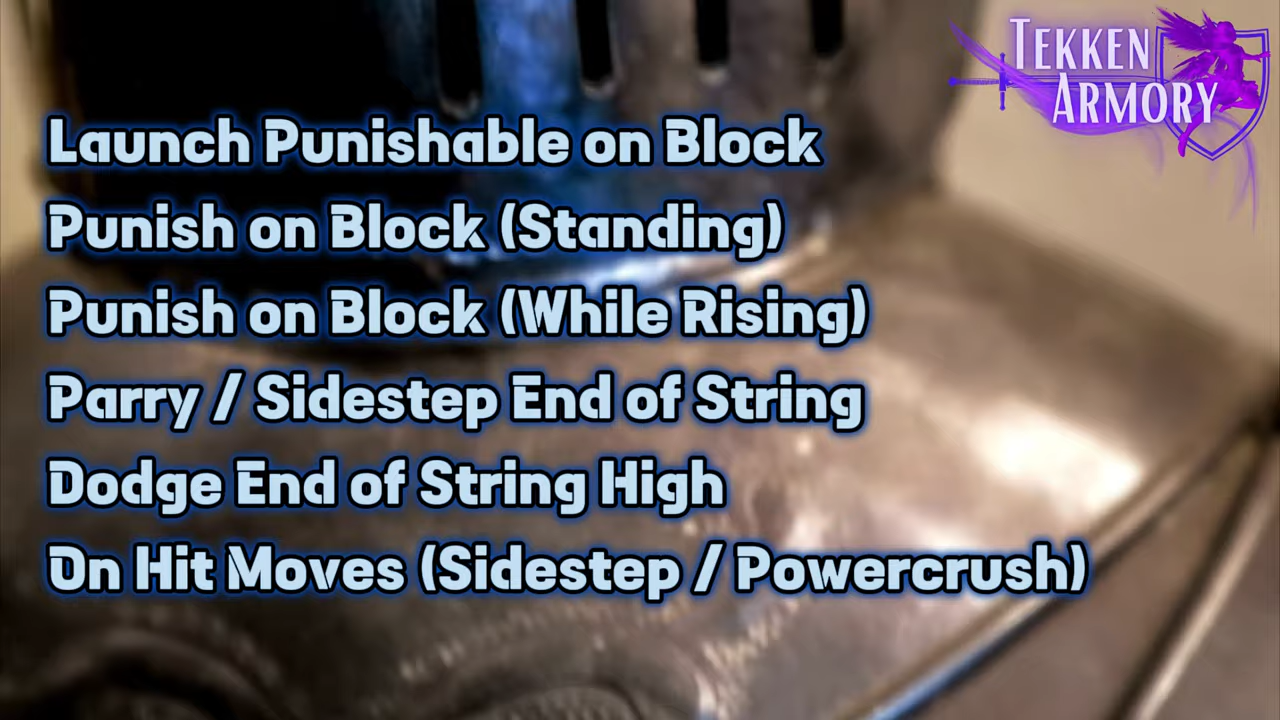 TEKKEN
ARMORY
Launch Punishable on Block
Punish on Block (Standing)
Punish on Block (While Rising)
Parry / Sidestep End of String
Dodge End of String High
On Hit Moves (Sidestep / Powercrush)